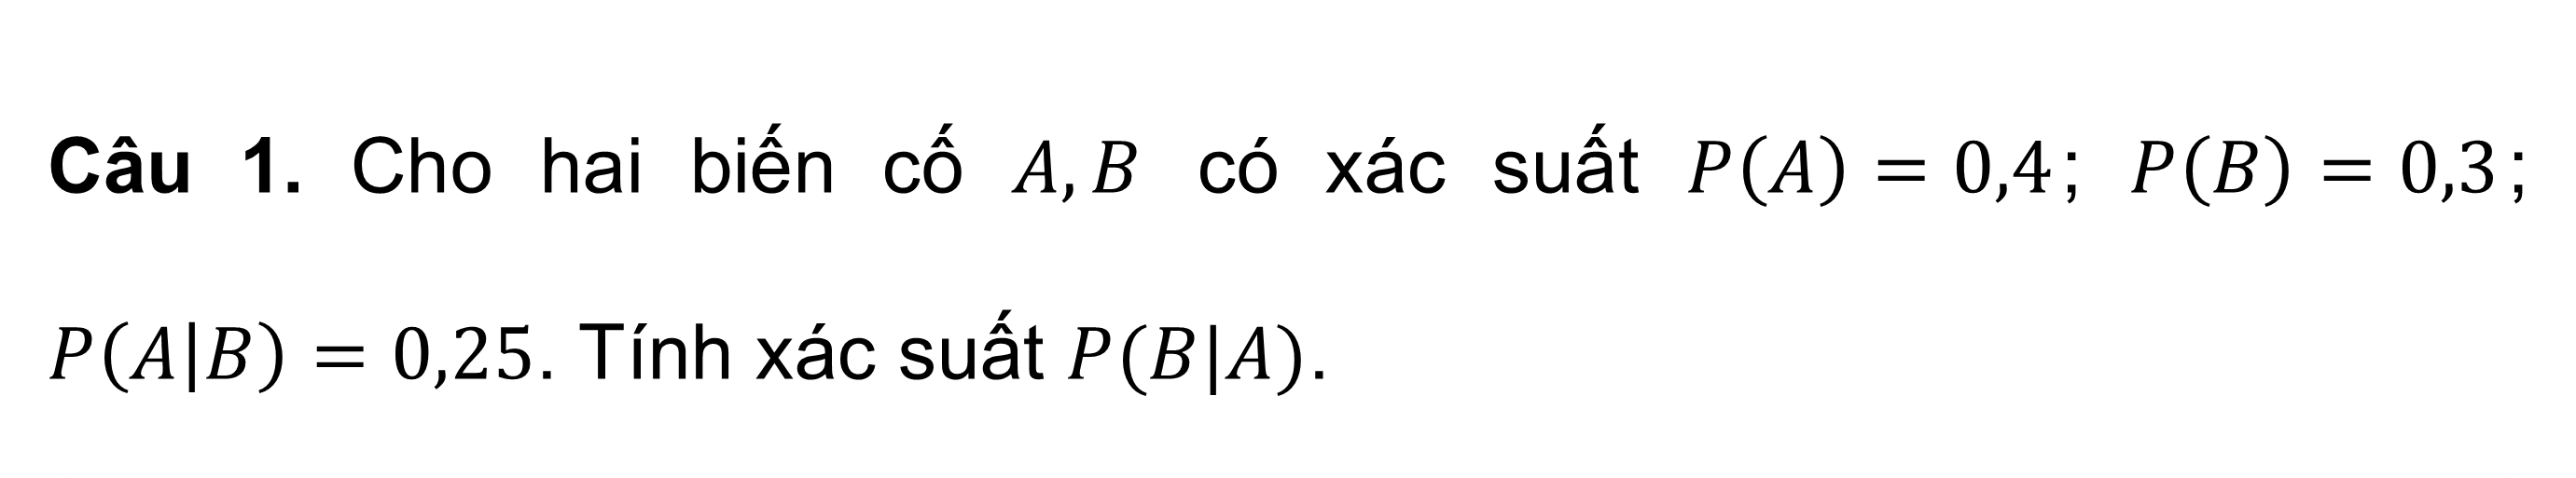 Câu 1. Cho hai biến cố A, B có xác suất P(A) = 0,4; P(B) = 0,3;
P(A|B) = 0,25. Tính xác suất P(B|A).